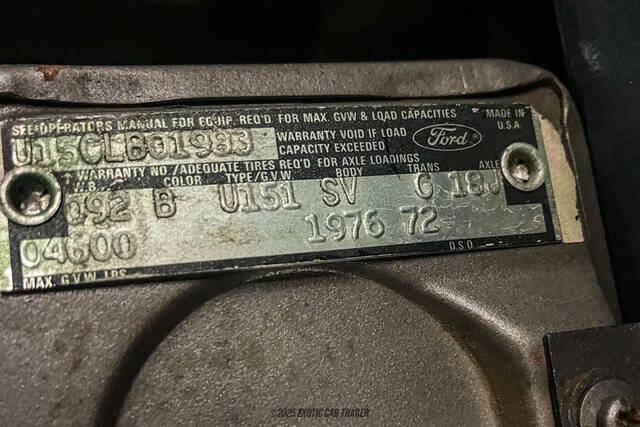 SEE OPERATORS MANUAL FOR EQUIP. REQ'D FOR MAX. GVW & LOAD CAPACITIES MADE IN U.S.A.
U15GLB01983 WARRANTY VOID IF LOAD CAPACITY EXCEEDED Ford
WARRANTY NO./ADEQUATE TIRES REQ'D FOR AXLE LOADINGS
W.B. COLOR TYPE/G.V.W. BODY TRANS AXLE
092 B U151 SV G 18J
04600 1976 72
MAX. G.V.W. LBS. D.S.O.
©2025 EXOTIC CAR TRADER